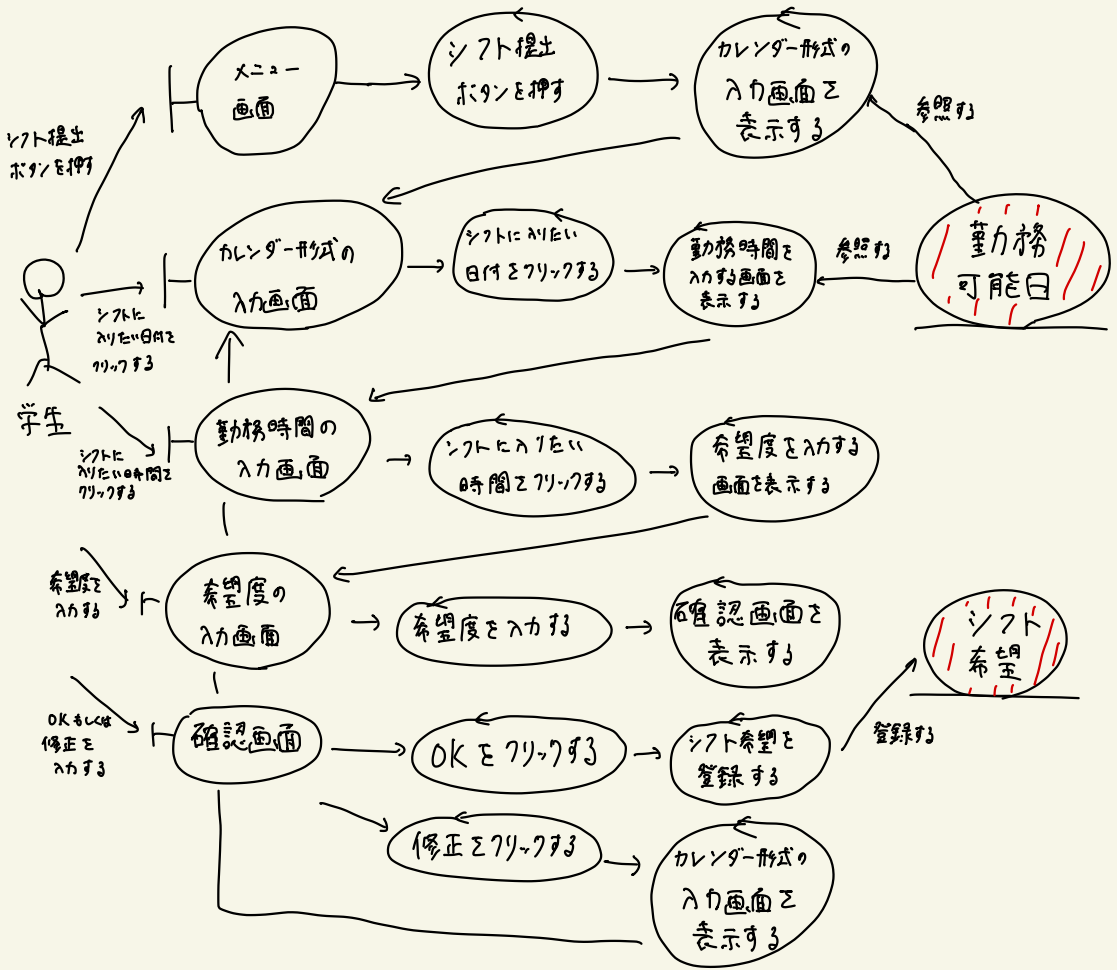 メニュー
画面
シフト提出
ボタンを押す
カレンダー形式の
入力画面を
表示する
参照する
シフト提出
ボタンを押す
勤務
可能日
カレンダー形式の
入力画面
シフトに入りたい
日付をクリックする
勤務時間を
入力する画面を
表示する
参照する
シフトに
入りたい日付を
クリックする
学生
勤務時間の
入力画面
シフトに入りたい
時間をクリックする
希望度を入力する
画面を表示する
シフトに
入りたい時間を
クリックする
希望度の
入力画面
希望度を入力する
確認画面を
表示する
希望度を
入力する
シフト
希望
確認画面
OKをクリックする
シフト希望を
登録する
登録する
OKもしくは
修正を
入力する
修正をクリックする
カレンダー形式の
入力画面を
表示する